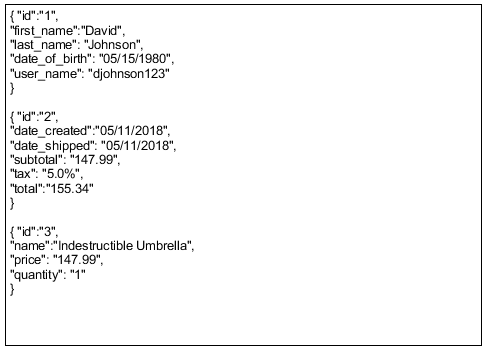 { "id":"1",
"first_name":"David",
"last_name": "Johnson",
"date_of_birth": "05/15/1980",
"user_name": "djohnson123"
}
{ "id":"2",
"date_created":"05/11/2018",
"date_shipped": "05/11/2018",
"subtotal": "147.99",
"tax": "5.0%",
"total":"155.34"
}
{ "id":"3",
"name":"Indestructible Umbrella",
"price": "147.99",
"quantity": "1"
}